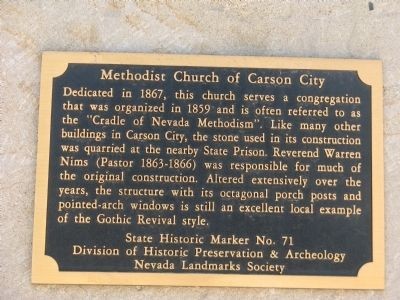 Methodist Church of Carson City
Dedicated in 1867, this church serves a congregation
that was organized in 1859 and is often referred to as
the "Cradle of Nevada Methodism". Like many other
buildings in Carson City, the stone used in its construction
was quarried at the nearby State Prison. Reverend Warren
Nims (Pastor 1863-1866) was responsible for much of
the original construction. Altered extensively over the
years, the structure with its octagonal porch posts and
pointed-arch windows is still an excellent local example
of the Gothic Revival style.
State Historic Marker No. 71
Division of Historic Preservation & Archeology
Nevada Landmarks Society